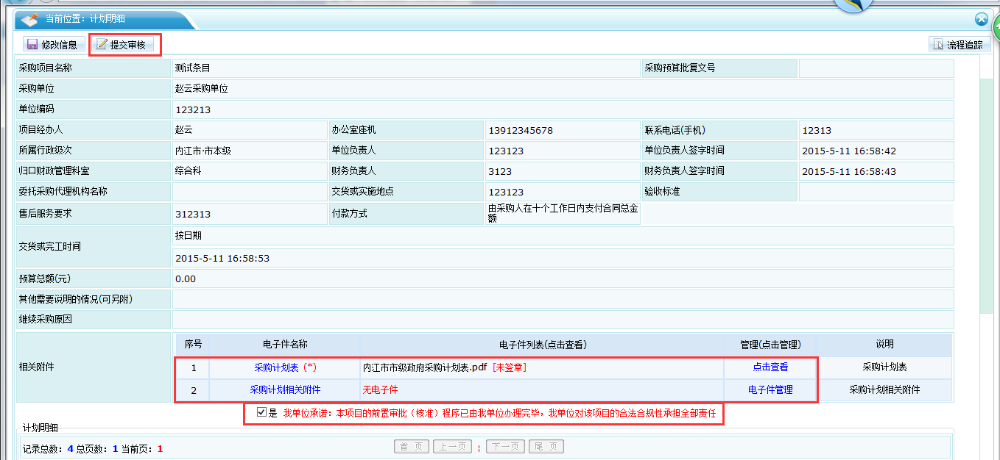 当前位置：计划明细
修改信息 提交审核 流程追踪
采购项目名称 测试条目 采购预算批复文号
采购单位 赵云采购单位
单位编码 123213
项目经办人 赵云 办公室座机 13912345678 联系电话(手机) 12313
所属行政级次 内江市·市本级 单位负责人 123123 单位负责人签字时间 2015-5-11 16:58:42
归口财政管理科室 综合科 财务负责人 3123 财务负责人签字时间 2015-5-11 16:58:43
委托采购代理机构名称 交货或实施地点 123123 验收标准
售后服务要求 312313 付款方式 由采购人在十个工作日内支付合同总金
额
交货或完工时间 按日期
2015-5-11 16:58:53
预算总额(元) 0.00
其他需要说明的情况(可另附)
继续采购原因
相关附件
序号 电子件名称 电子件列表(点击查看) 管理(点击管理) 说明
1 采购计划表 (*) 内江市市级政府采购计划表.pdf [未签章] 点击查看 采购计划表
2 采购计划相关附件 无电子件 电子件管理 采购计划相关附件
是 我单位承诺：本项目的前置审批（核准）程序已由我单位办理完毕，我单位对该项目的合法合规性承担全部责任
计划明细
记录总数：4 总页数：1 当前页：1 首 页 上一页 ¦ 下一页 尾 页